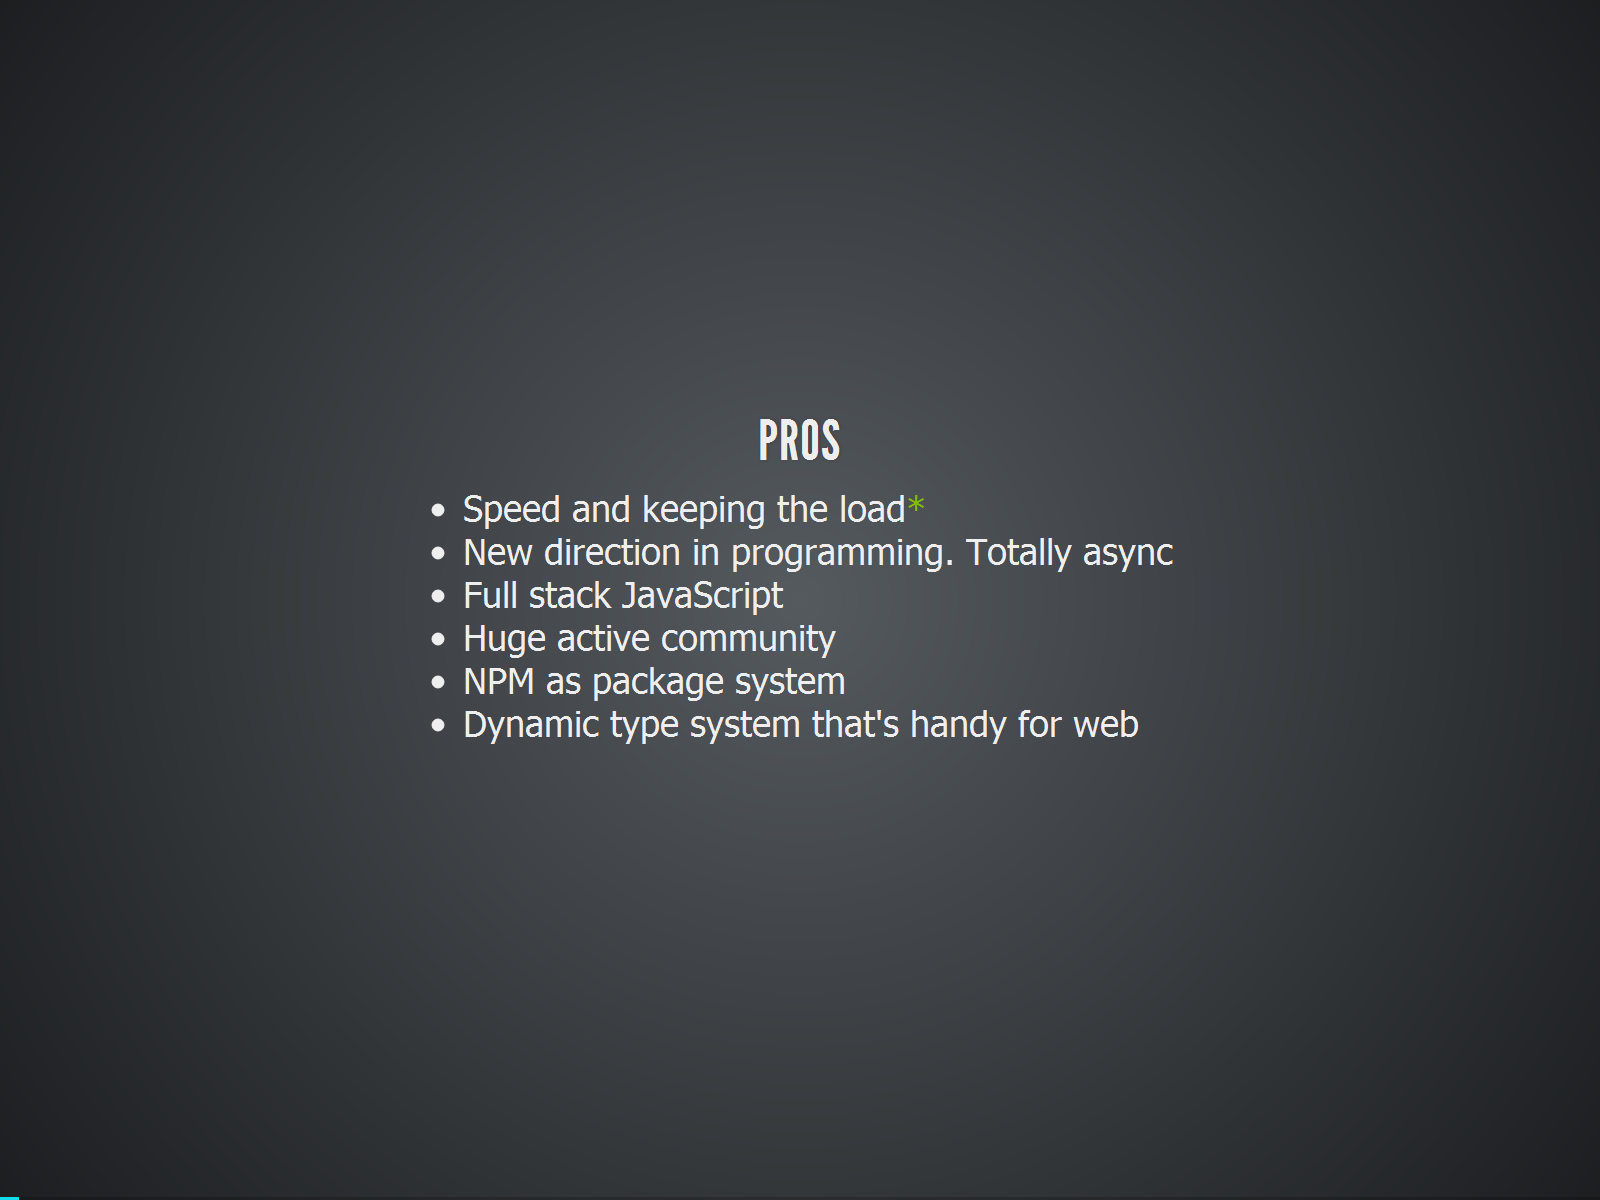 PROS
• Speed and keeping the load*
• New direction in programming. Totally async
• Full stack JavaScript
• Huge active community
• NPM as package system
• Dynamic type system that's handy for web